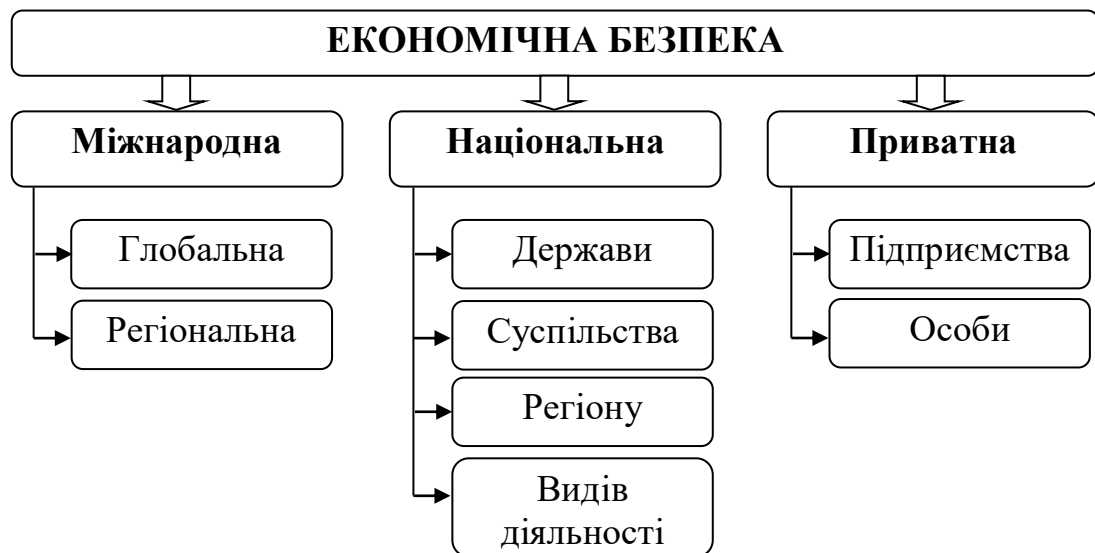 ЕКОНОМІЧНА БЕЗПЕКА
Міжнародна
Глобальна
Регіональна
Національна
Держави
Суспільства
Регіону
Видів
діяльності
Приватна
Підприємства
Особи